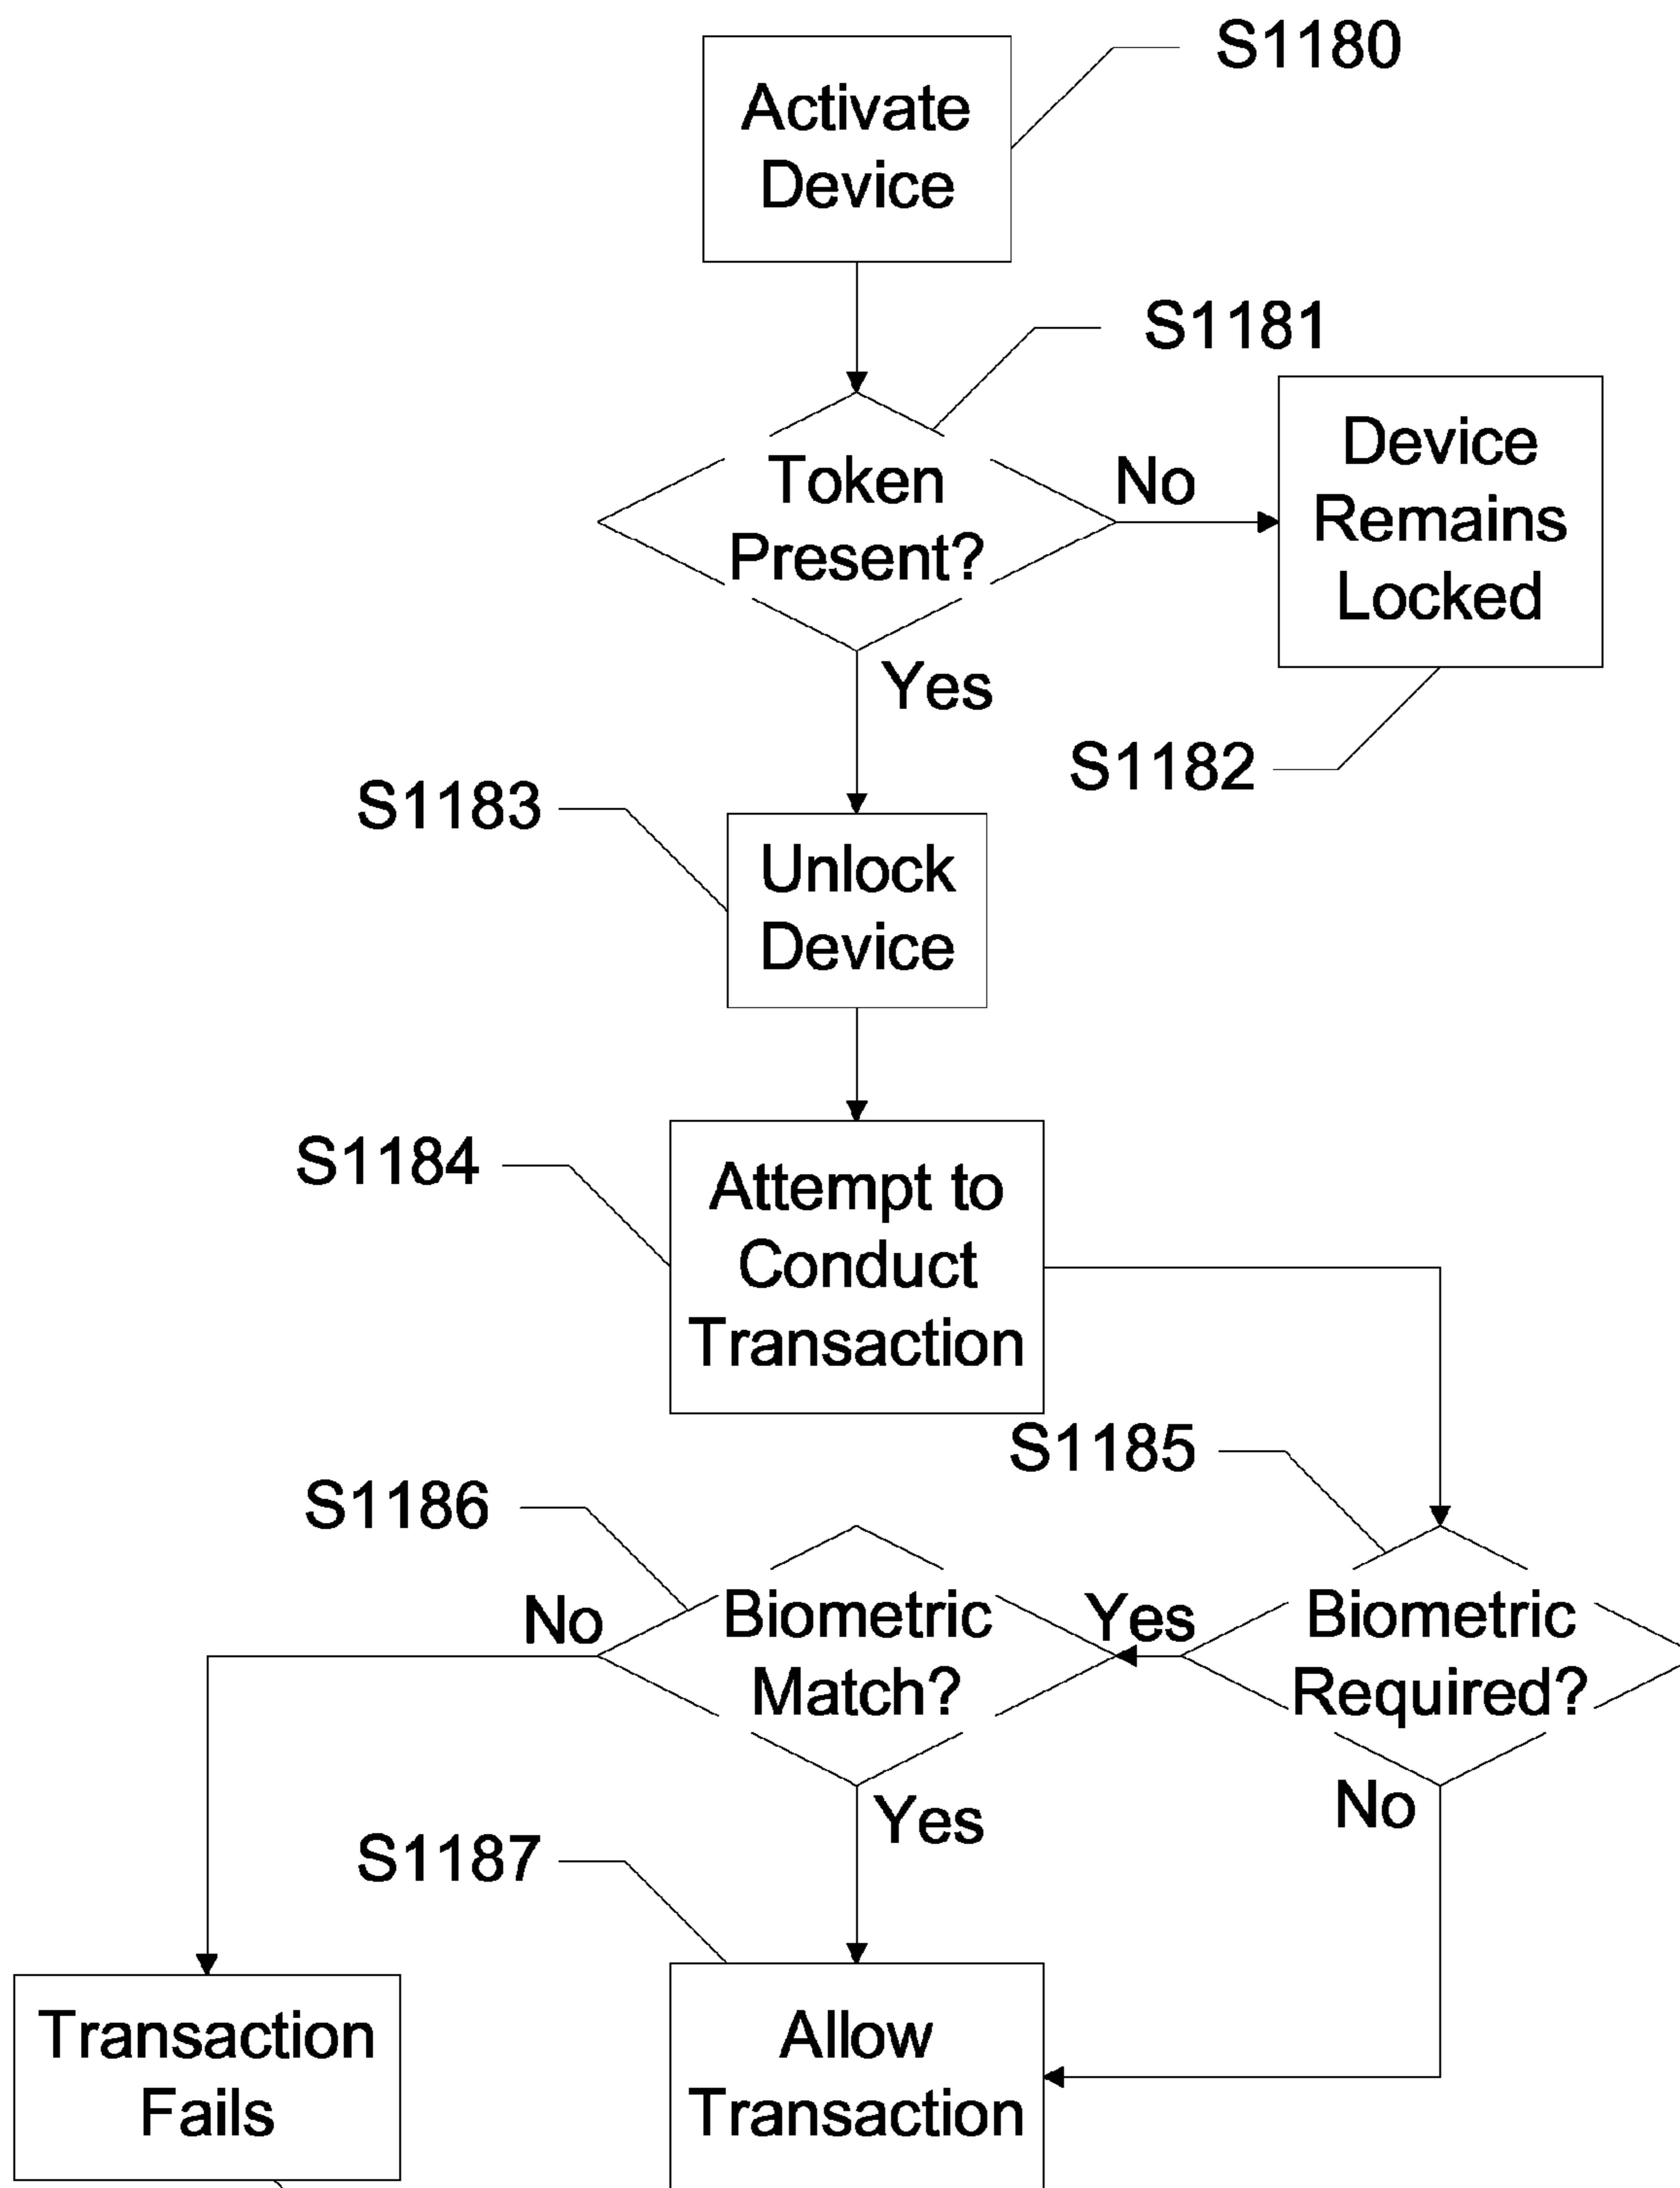 S1180
Activate
Device
S1181
Token
Present?
No
Device
Remains
Locked
Yes
S1182
S1183
Unlock
Device
S1184
Attempt to
Conduct
Transaction
S1185
S1186
No
Biometric
Match?
Yes
Biometric
Required?
Yes
No
S1187
Transaction
Fails
Allow
Transaction